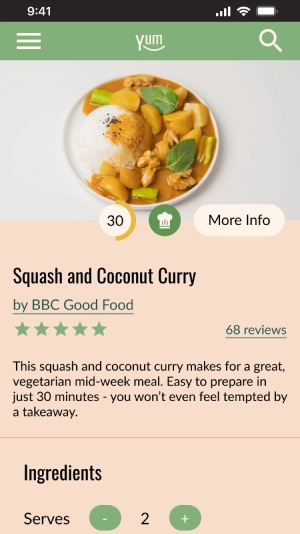 9:41
yum
30
More Info
Squash and Coconut Curry
by BBC Good Food
68 reviews
This squash and coconut curry makes for a great,
vegetarian mid-week meal. Easy to prepare in
just 30 minutes - you won't even feel tempted by
a takeaway.
Ingredients
Serves - 2 +